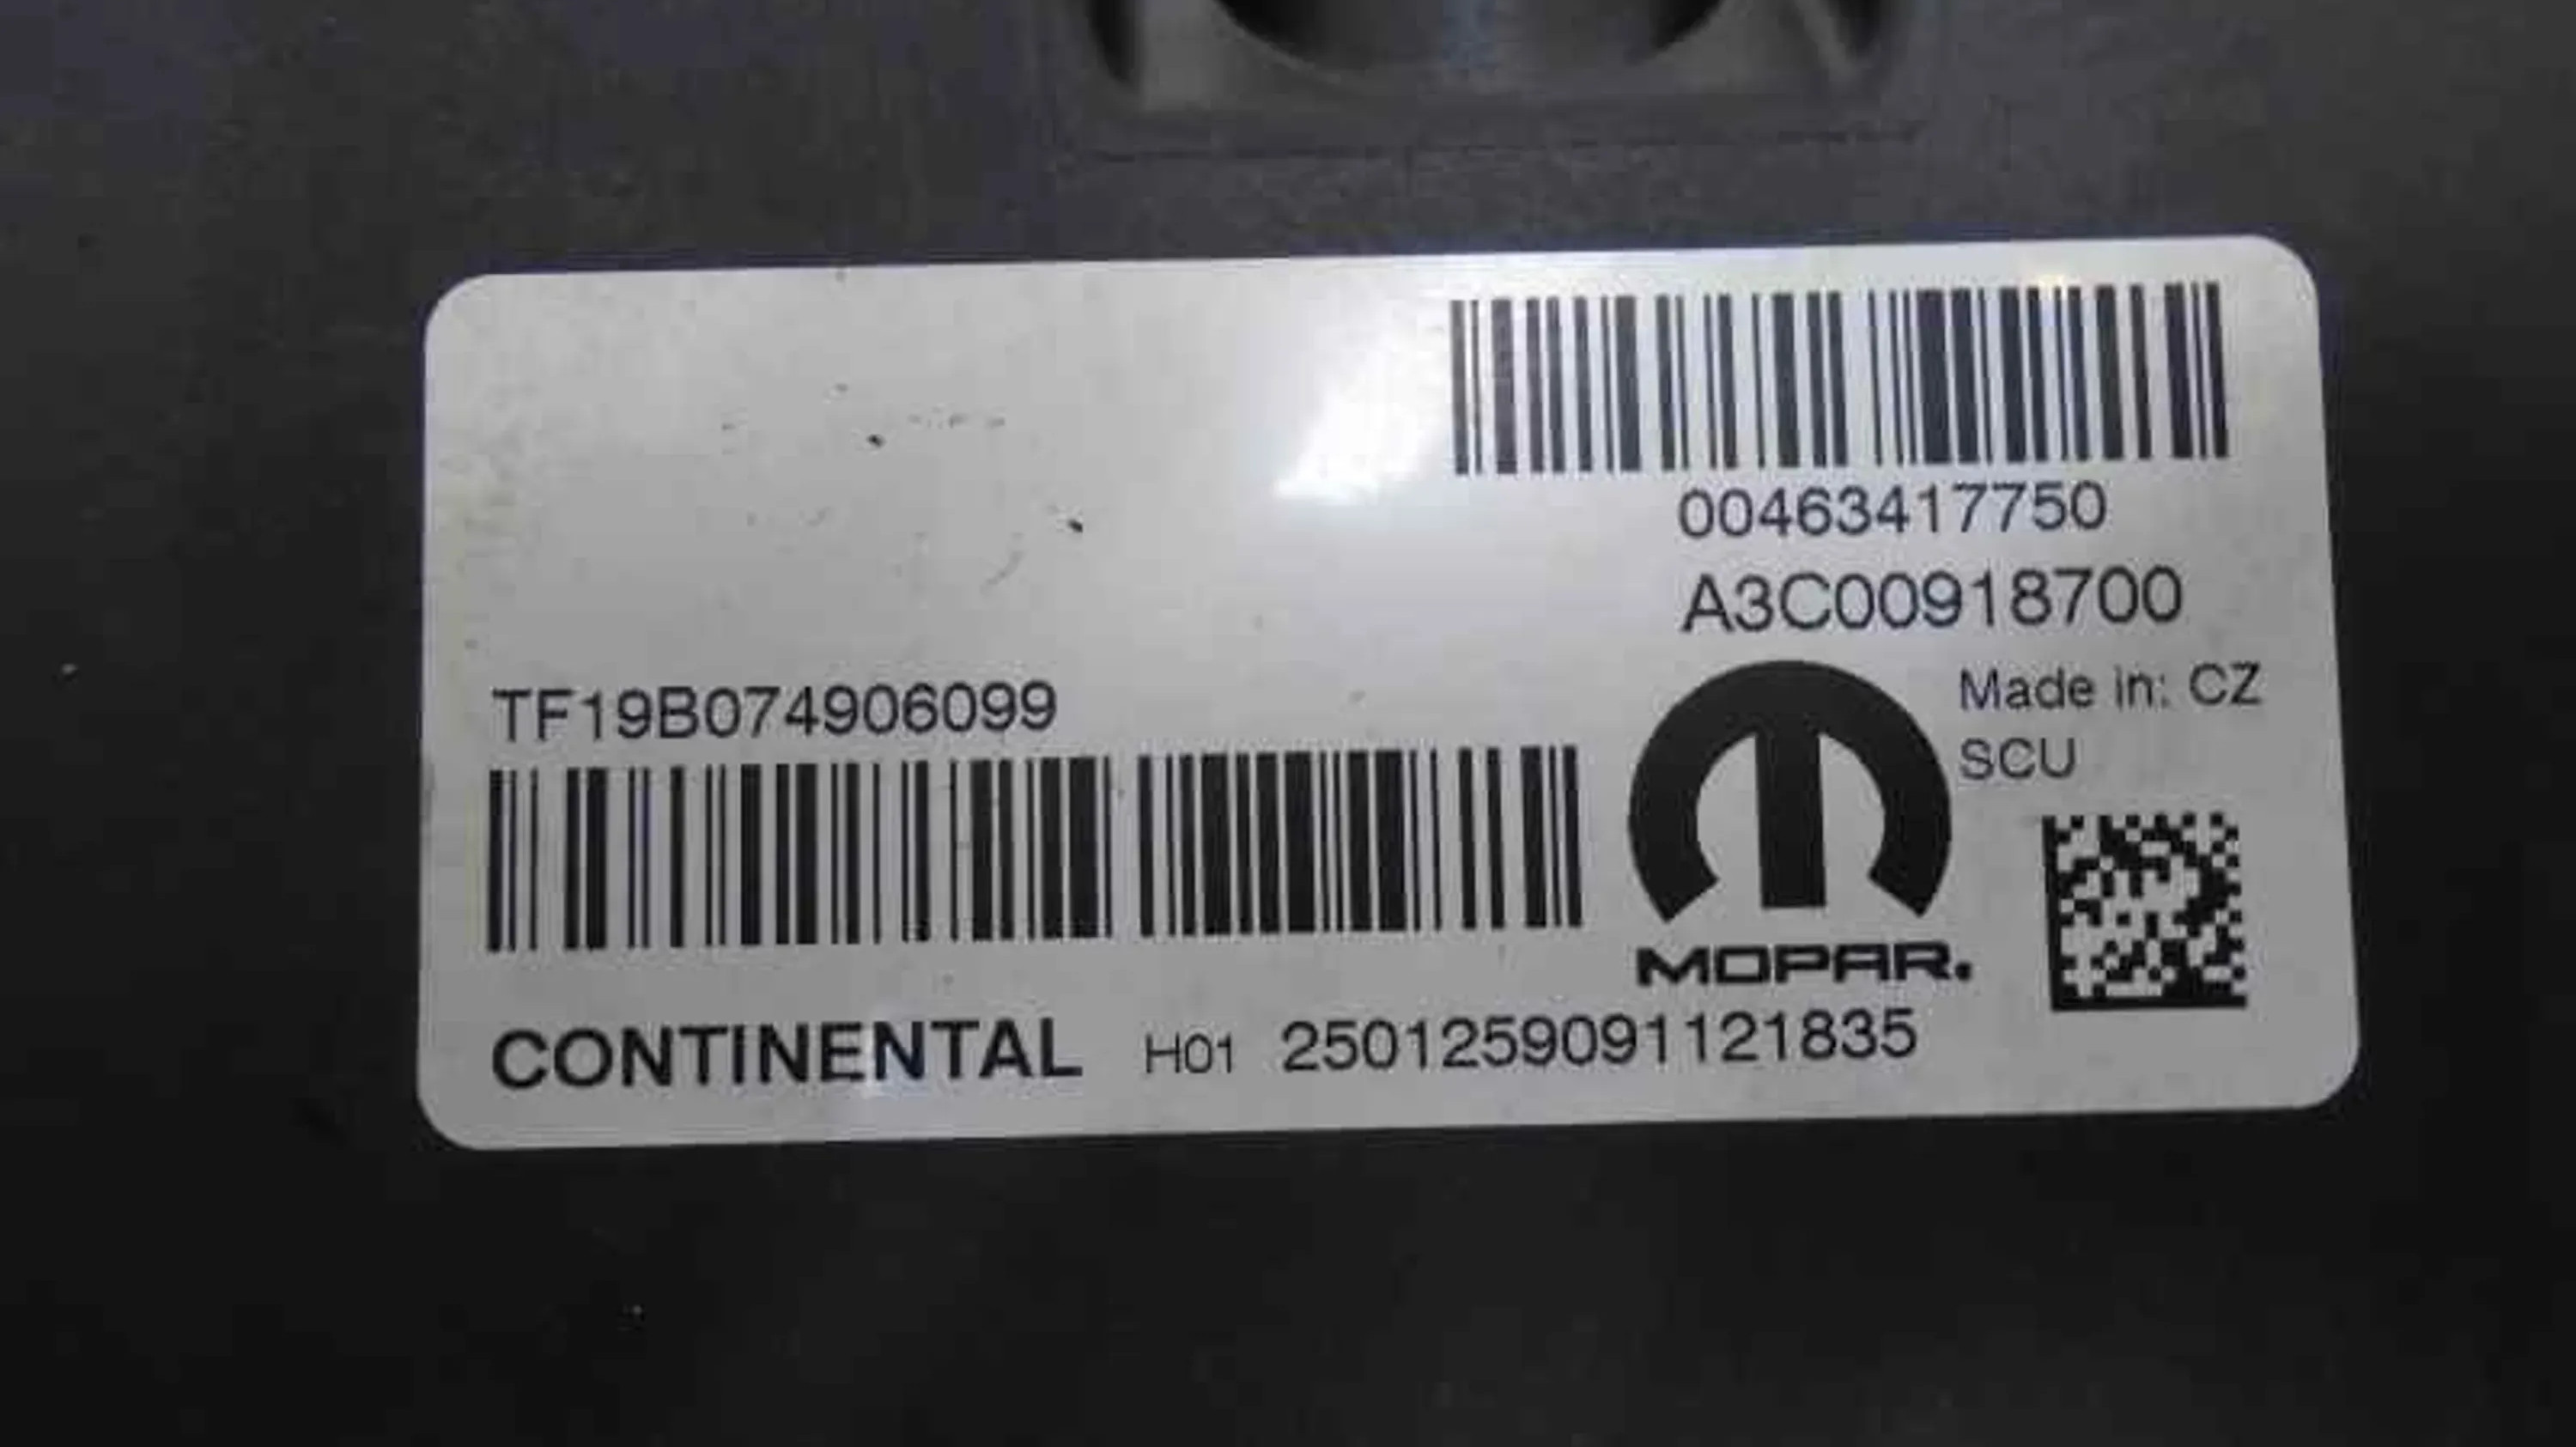 00463417750
A3C00918700
TF19B074906099
Made in: CZ
SCU
MOPAR.
CONTINENTAL H01 2501259091121835